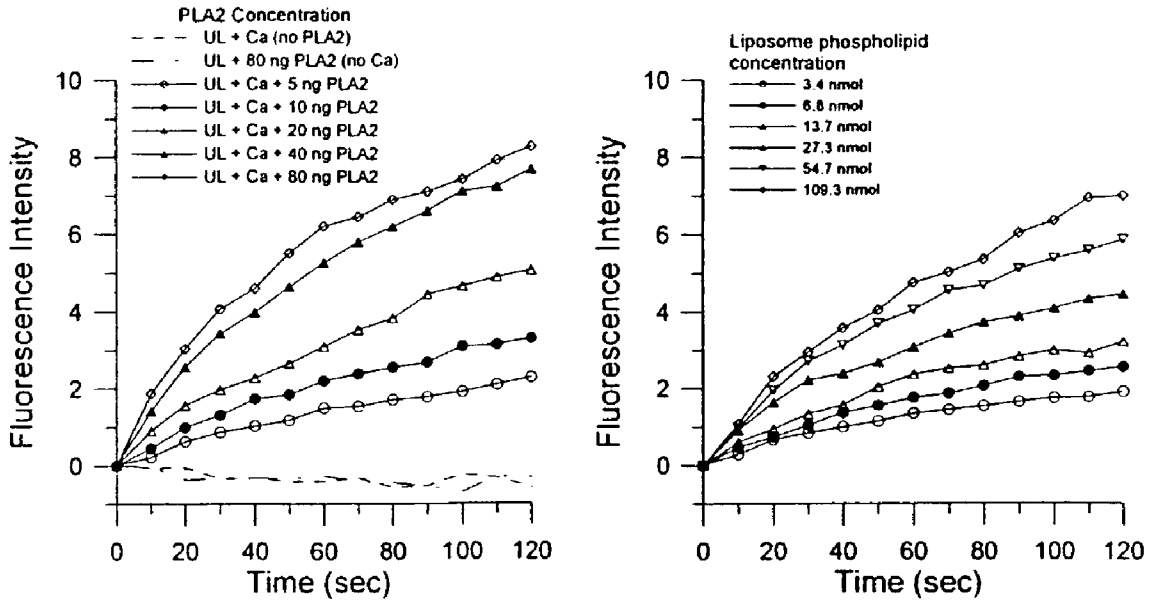 PLA2 Concentration
UL + Ca (no PLA2)
UL + 80 ng PLA2 (no Ca)
UL + Ca + 5 ng PLA2
UL + Ca + 10 ng PLA2
UL + Ca + 20 ng PLA2
UL + Ca + 40 ng PLA2
UL + Ca + 80 ng PLA2
Fluorescence Intensity
10
8
6
4
2
0
0 20 40 60 80 100 120
Time (sec)
Liposome phospholipid
concentration
3.4 nmol
6.8 nmol
13.7 nmol
27.3 nmol
54.7 nmol
109.3 nmol
Fluorescence Intensity
10
8
6
4
2
0
0 20 40 60 80 100 120
Time (sec)